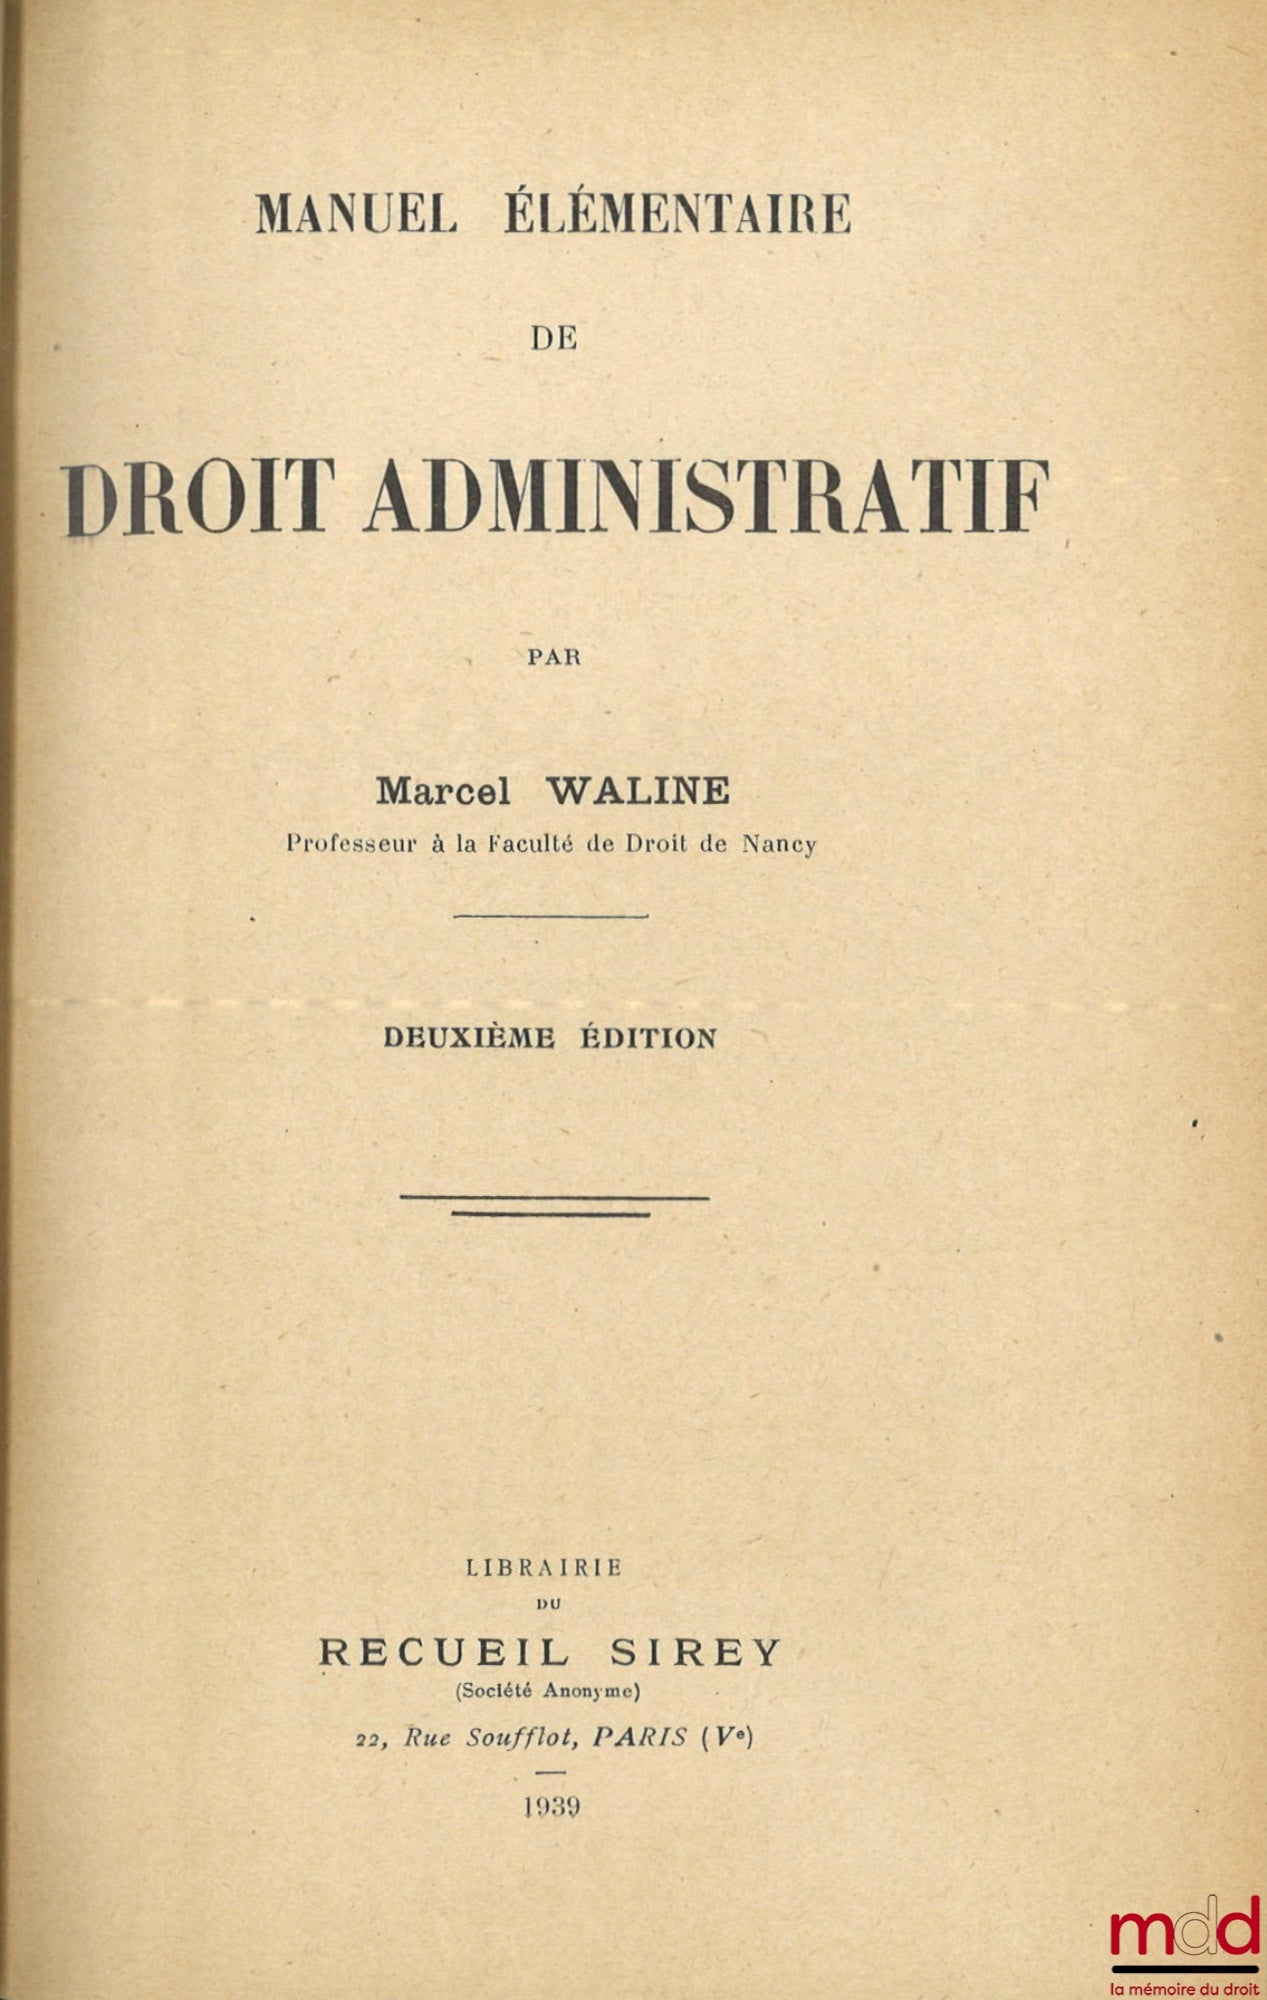 MANUEL ÉLÉMENTAIRE
DE
DROIT ADMINISTRATIF
PAR
Marcel WALINE
Professeur à la Faculté de Droit de Nancy
DEUXIÈME ÉDITION
LIBRAIRIE
DU
RECUEIL SIREY
(Société Anonyme)
22, Rue Soufflot, PARIS (Vᵉ)
1939
mdd
la mémoire du droit